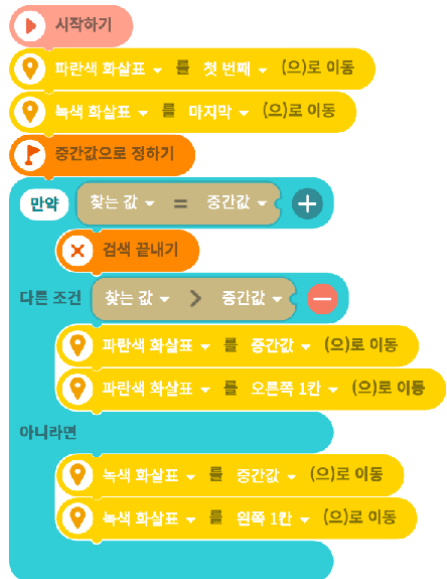 시작하기
파란색 화살표 를 첫 번째 (으)로 이동
녹색 화살표 를 마지막 (으)로 이동
중간값으로 정하기
만약 찾는 값 = 중간값
검색 끝내기
다른 조건 찾는 값 > 중간값
파란색 화살표 를 중간값 (으)로 이동
파란색 화살표 를 오른쪽 1칸 (으)로 이동
아니라면
녹색 화살표 를 중간값 (으)로 이동
녹색 화살표 를 왼쪽 1칸 (으)로 이동